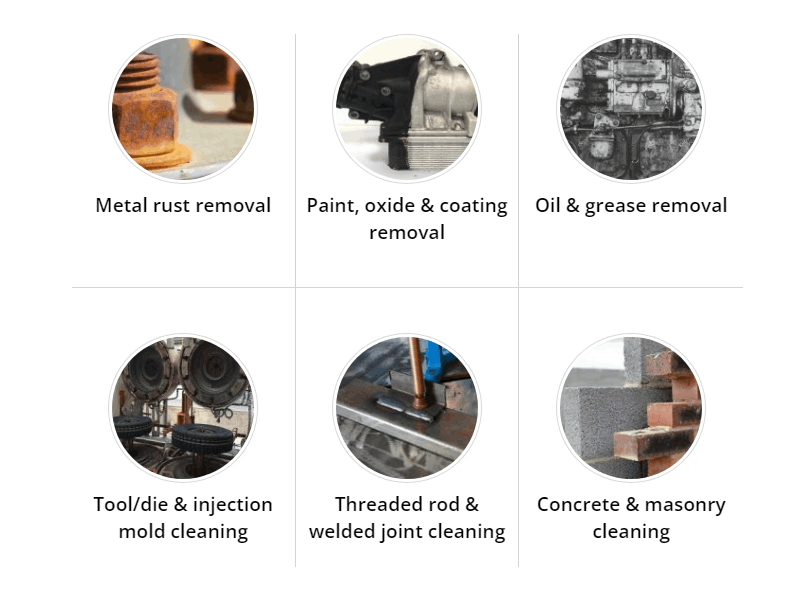 Metal rust removal
Paint, oxide & coating
removal
Oil & grease removal
Tool/die & injection
mold cleaning
Threaded rod &
welded joint cleaning
Concrete & masonry
cleaning